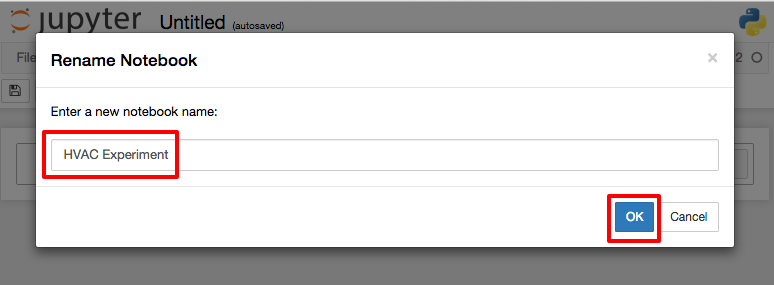 jupyter Untitled (autosaved)
Rename Notebook ×
File 2
Enter a new notebook name:
HVAC Experiment
OK Cancel